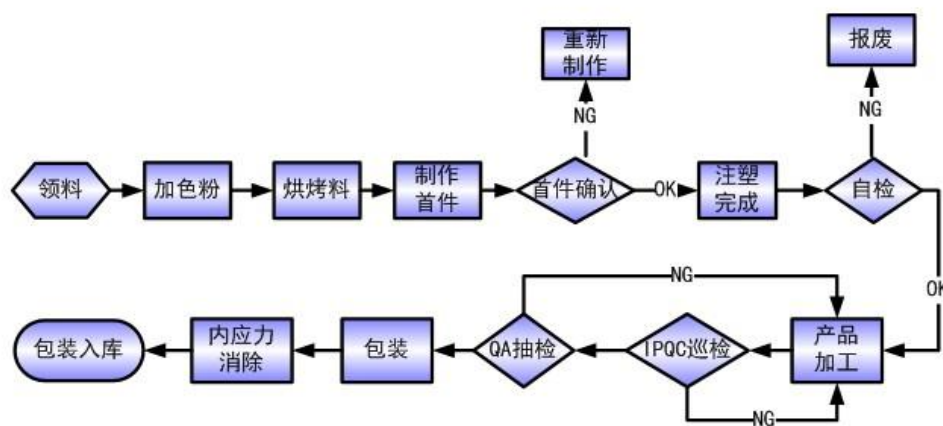 重新
制作
报废
NG
NG
领料
加色粉
烘烤料
制作
首件
首件确认
OK
注塑
完成
自检
OK
NG
包装入库
内应力
消除
包装
QA抽检
IPQC巡检
产品
加工
NG